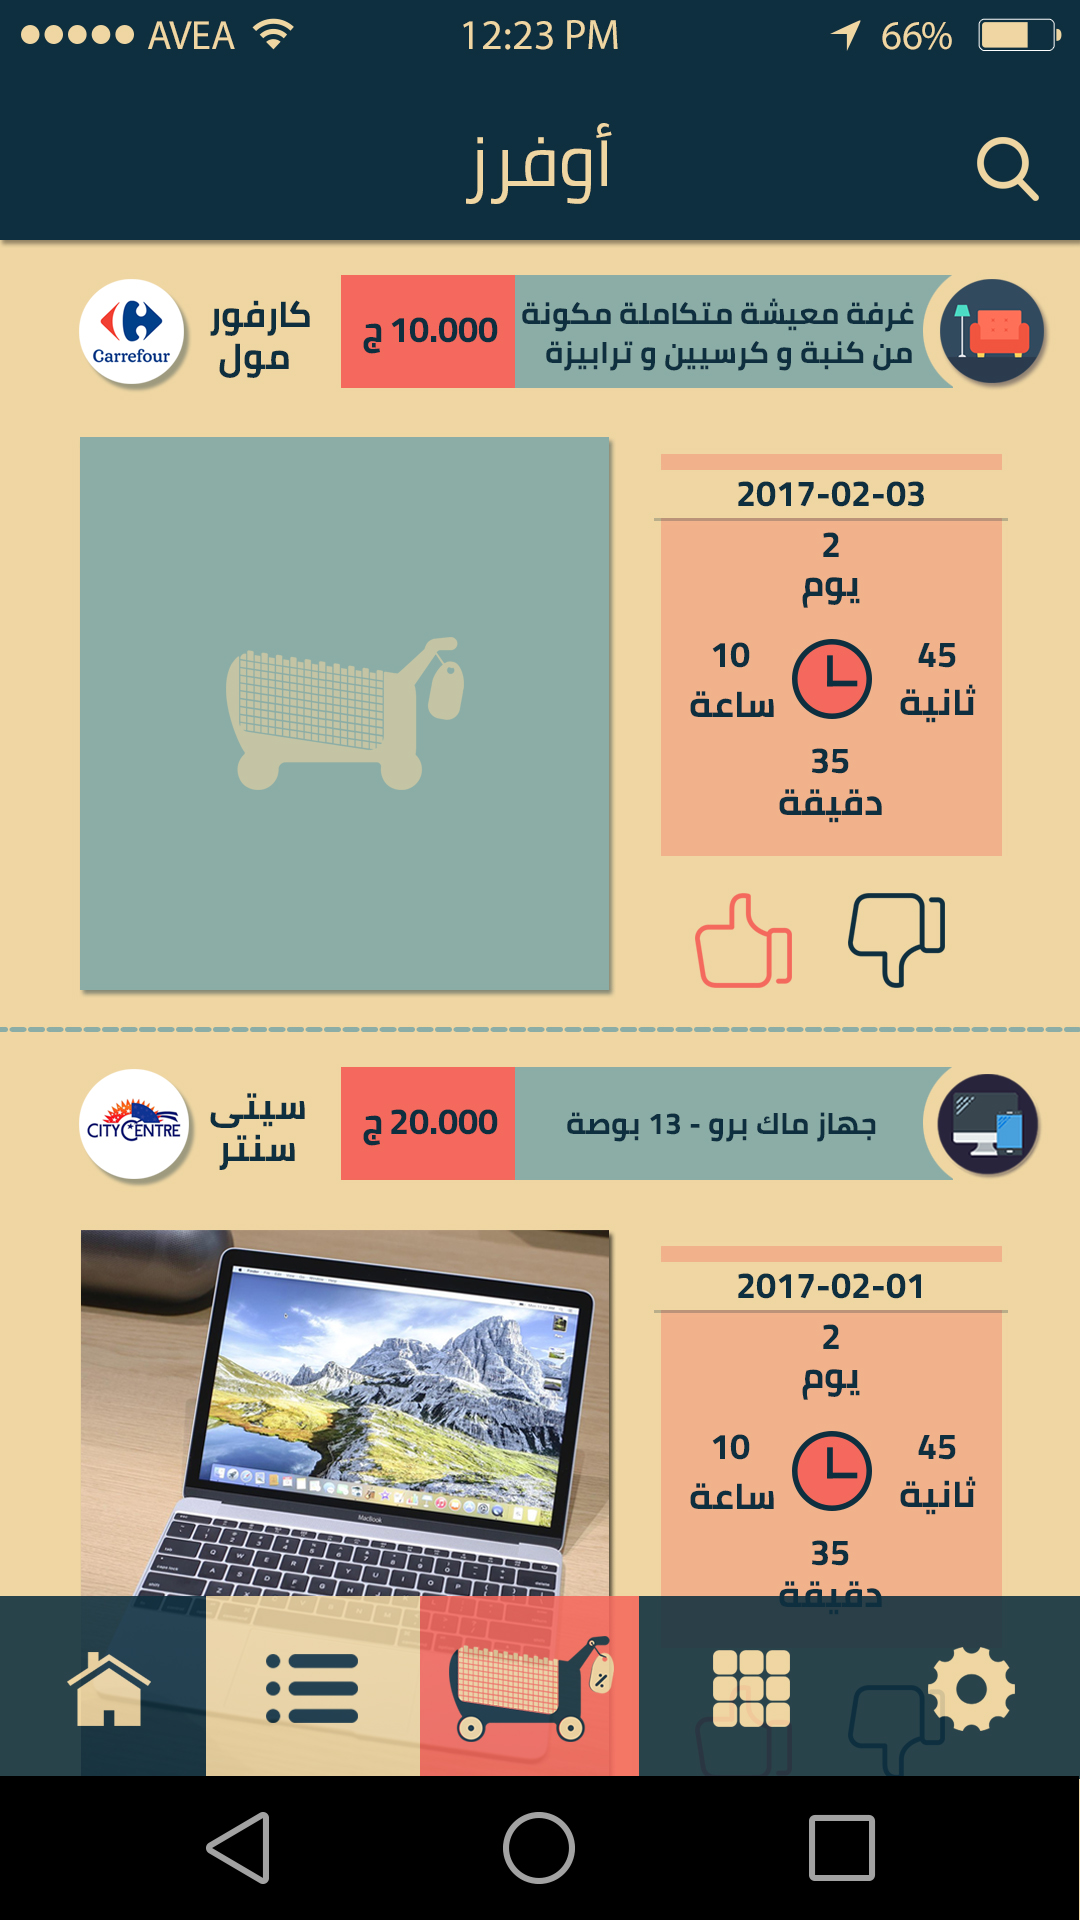 AVEA 12:23 PM 66%
أوفرز
غرفة معيشة متكاملة مكونة
من كنبة و كرسيين و ترابيزة
10.000 ج
كارفور
مول
Carrefour
2017-02-03
2
يوم
45
ثانية
10
ساعة
35
دقيقة
جهاز ماك برو - 13 بوصة
20.000 ج
سيتى
سنتر
CITY CENTRE
2017-02-01
2
يوم
45
ثانية
10
ساعة
35
دقيقة
MacBook
%